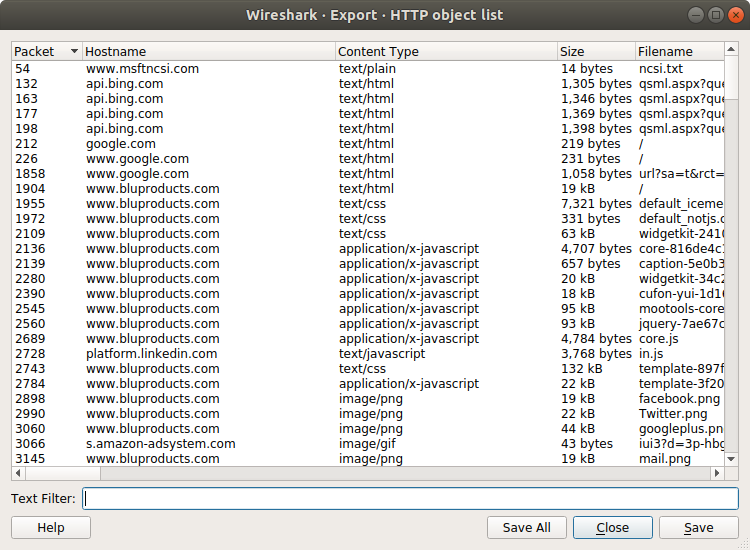 Wireshark · Export · HTTP object list
Packet Hostname Content Type Size Filename
54 www.msftncsi.com text/plain 14 bytes ncsi.txt
132 api.bing.com text/html 1,305 bytes qsml.aspx?que
163 api.bing.com text/html 1,346 bytes qsml.aspx?que
177 api.bing.com text/html 1,369 bytes qsml.aspx?que
198 api.bing.com text/html 1,398 bytes qsml.aspx?que
212 google.com text/html 219 bytes /
226 www.google.com text/html 231 bytes /
1858 www.google.com text/html 1,058 bytes url?sa=t&rct=
1904 www.bluproducts.com text/html 19 kB /
1955 www.bluproducts.com text/css 7,321 bytes default_iceme
1972 www.bluproducts.com text/css 331 bytes default_notjs.c
2109 www.bluproducts.com text/css 63 kB widgetkit-2410
2136 www.bluproducts.com application/x-javascript 4,707 bytes core-816de4c1
2139 www.bluproducts.com application/x-javascript 657 bytes caption-5e0b3
2280 www.bluproducts.com application/x-javascript 20 kB widgetkit-34c2
2390 www.bluproducts.com application/x-javascript 18 kB cufon-yui-1d16
2545 www.bluproducts.com application/x-javascript 95 kB mootools-core
2560 www.bluproducts.com application/x-javascript 93 kB jquery-7ae67c
2689 www.bluproducts.com application/x-javascript 4,784 bytes core.js
2728 platform.linkedin.com text/javascript 3,768 bytes in.js
2743 www.bluproducts.com text/css 132 kB template-897f
2784 www.bluproducts.com application/x-javascript 22 kB template-3f20
2898 www.bluproducts.com image/png 19 kB facebook.png
2990 www.bluproducts.com image/png 22 kB Twitter.png
3060 www.bluproducts.com image/png 44 kB googleplus.pn
3066 s.amazon-adsystem.com image/gif 43 bytes iui3?d=3p-hbg
3145 www.bluproducts.com image/png 19 kB mail.png
Text Filter:
Help Save All Close Save